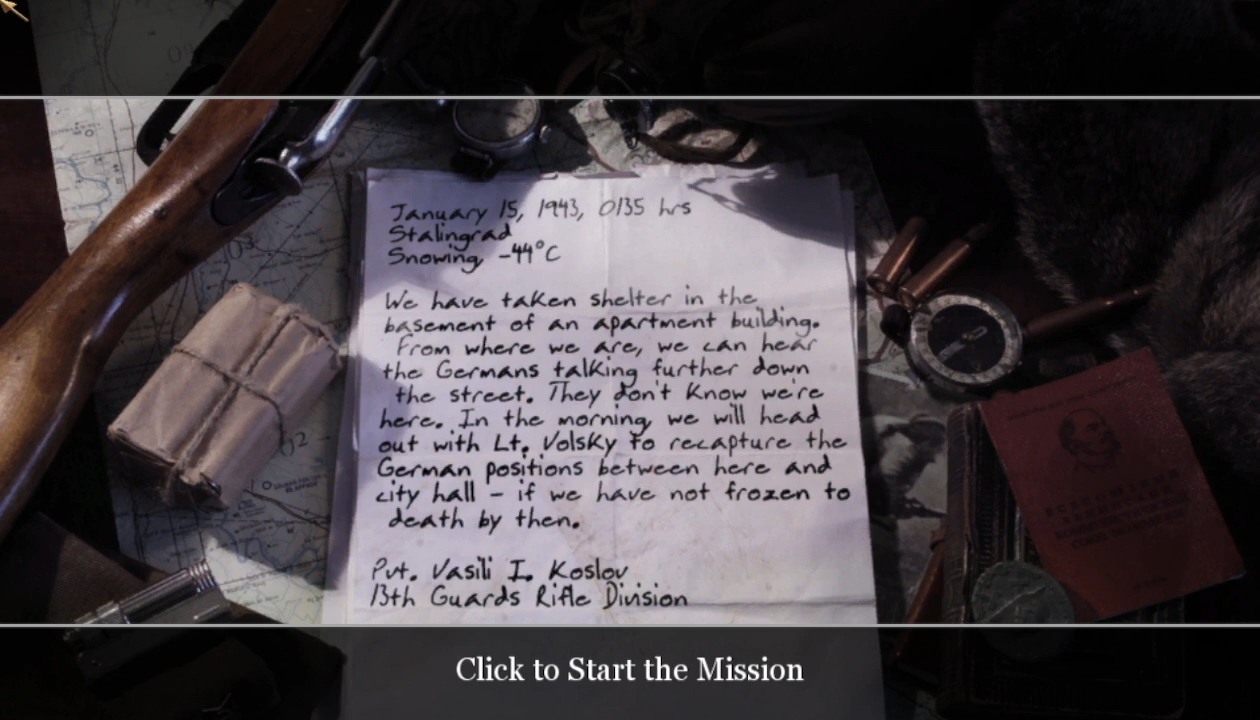 January 15, 1943, 0135 hrs
Stalingrad
Snowing, -44°C
We have taken shelter in the
basement of an apartment building.
From where we are, we can hear
the Germans talking further down
the street. They don't know we're
here. In the morning, we will head
out with Lt. Volsky to recapture the
German positions between here and
city hall - if we have not frozen to
death by then.
Pvt. Vasili I. Koslov
13th Guards Rifle Division
Click to Start the Mission